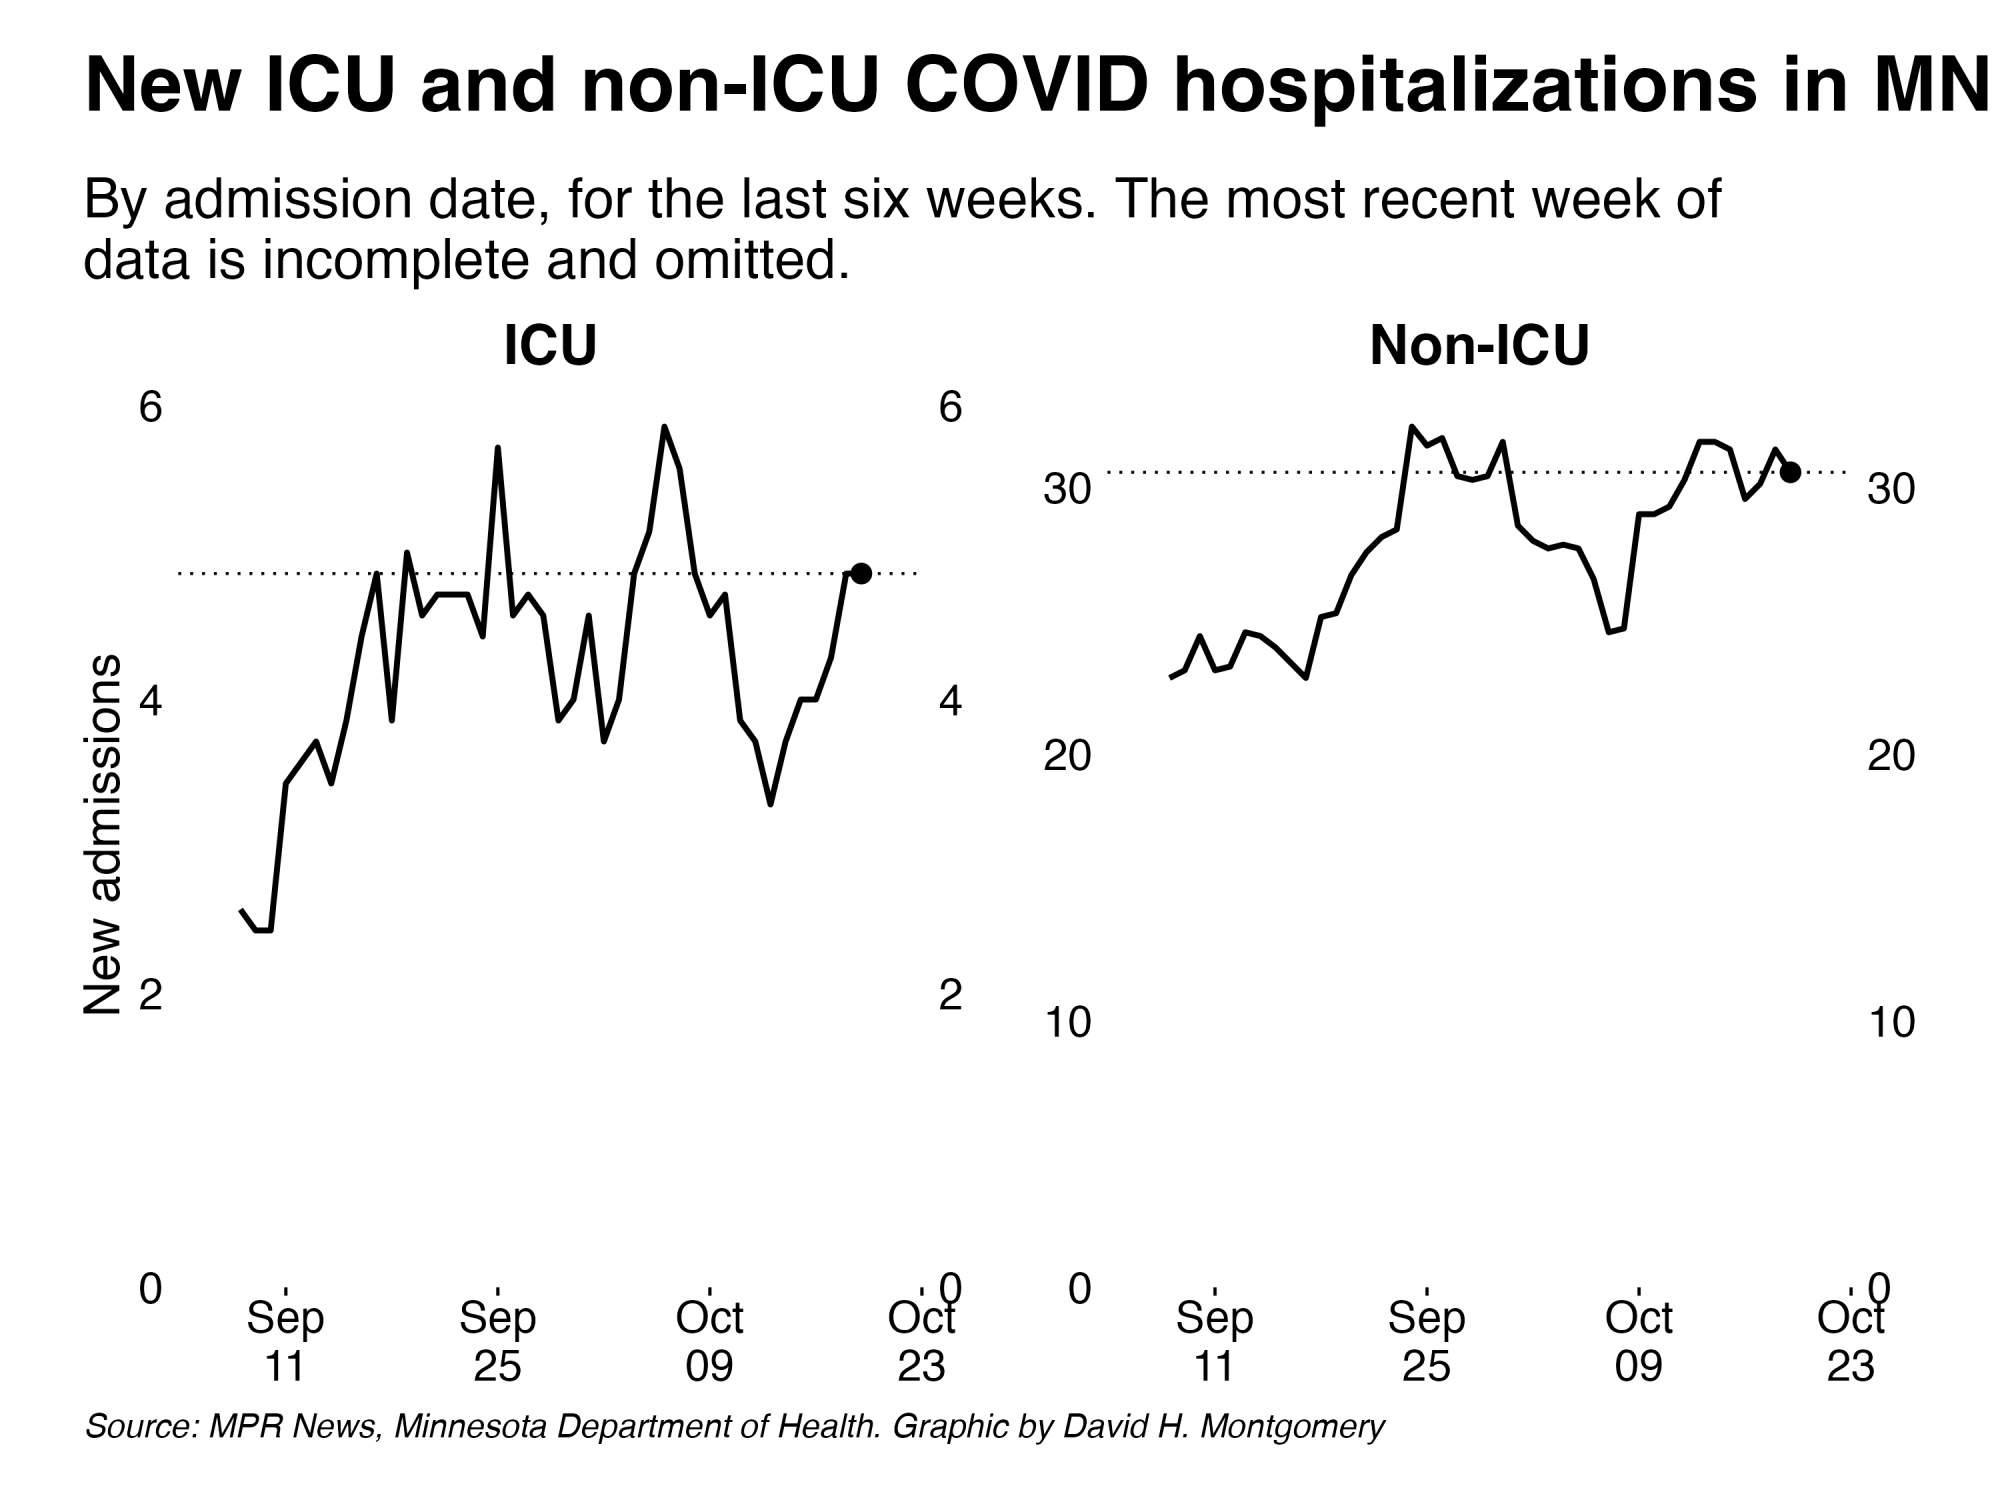 New ICU and non-ICU COVID hospitalizations in MN
By admission date, for the last six weeks. The most recent week of
data is incomplete and omitted.
ICU
Non-ICU
New admissions
6
4
2
0
6
4
2
0
30
20
10
0
30
20
10
0
Sep
11
Sep
25
Oct
09
Oct
23
Sep
11
Sep
25
Oct
09
Oct
23
Source: MPR News, Minnesota Department of Health. Graphic by David H. Montgomery